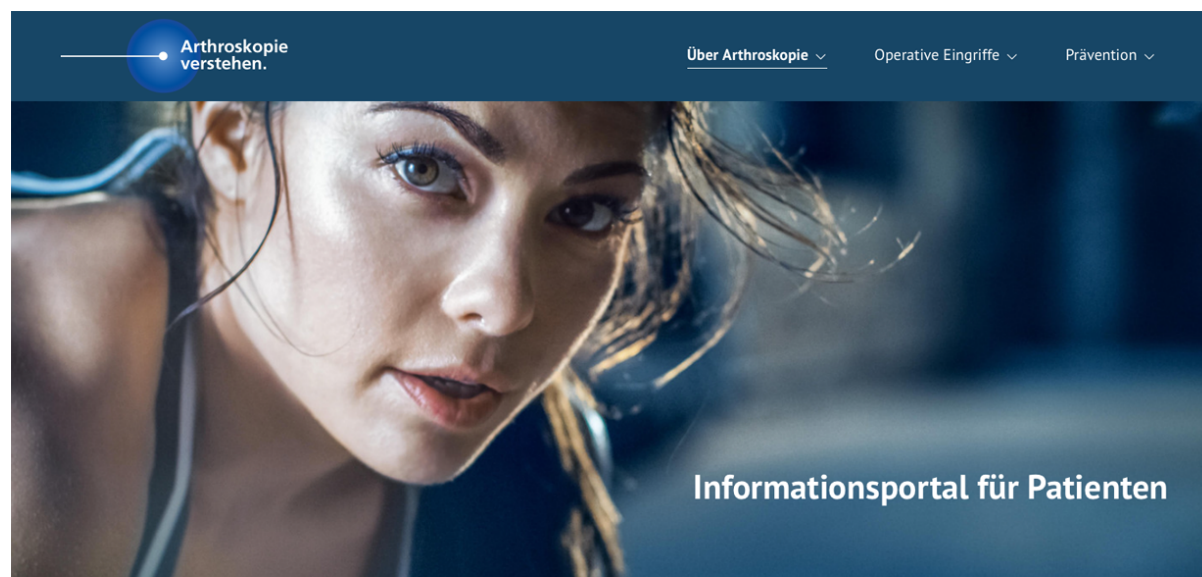 Arthroskopie
verstehen.
Über Arthroskopie
Operative Eingriffe
Prävention
Informationsportal für Patienten